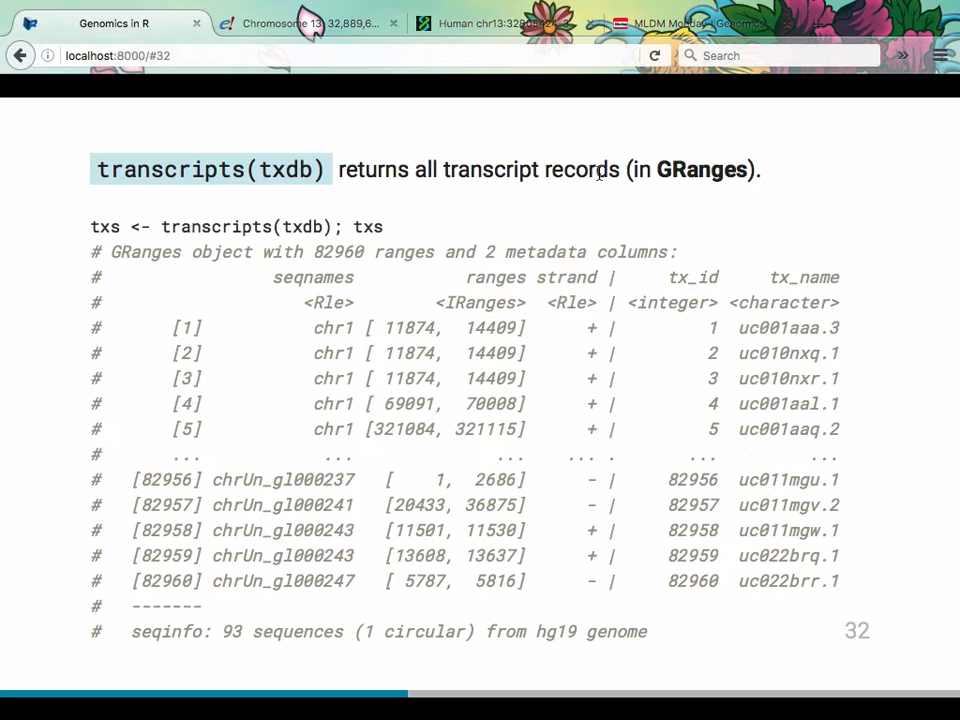 Genomics in R
Chromosome 13: 32,889,6...
Human chr13:32805424-3...
MLDM Monday - Genomics
localhost:8000/#32
Search
transcripts(txdb) returns all transcript records (in GRanges).
txs <- transcripts(txdb); txs
# GRanges object with 82960 ranges and 2 metadata columns:
# seqnames ranges strand | tx_id tx_name
# <Rle> <IRanges> <Rle> | <integer> <character>
# [1] chr1 [ 11874, 14409] + | 1 uc001aaa.3
# [2] chr1 [ 11874, 14409] + | 2 uc010nxq.1
# [3] chr1 [ 11874, 14409] + | 3 uc010nxr.1
# [4] chr1 [ 69091, 70008] + | 4 uc001aal.1
# [5] chr1 [321084, 321115] + | 5 uc001aaq.2
# ... ... ... ... . ... ...
# [82956] chrUn_gl000237 [ 1, 2686] - | 82956 uc011mgu.1
# [82957] chrUn_gl000241 [20433, 36875] - | 82957 uc011mgv.2
# [82958] chrUn_gl000243 [11501, 11530] + | 82958 uc011mgw.1
# [82959] chrUn_gl000243 [13608, 13637] + | 82959 uc022brq.1
# [82960] chrUn_gl000247 [ 5787, 5816] - | 82960 uc022brr.1
# -------
# seqinfo: 93 sequences (1 circular) from hg19 genome
32